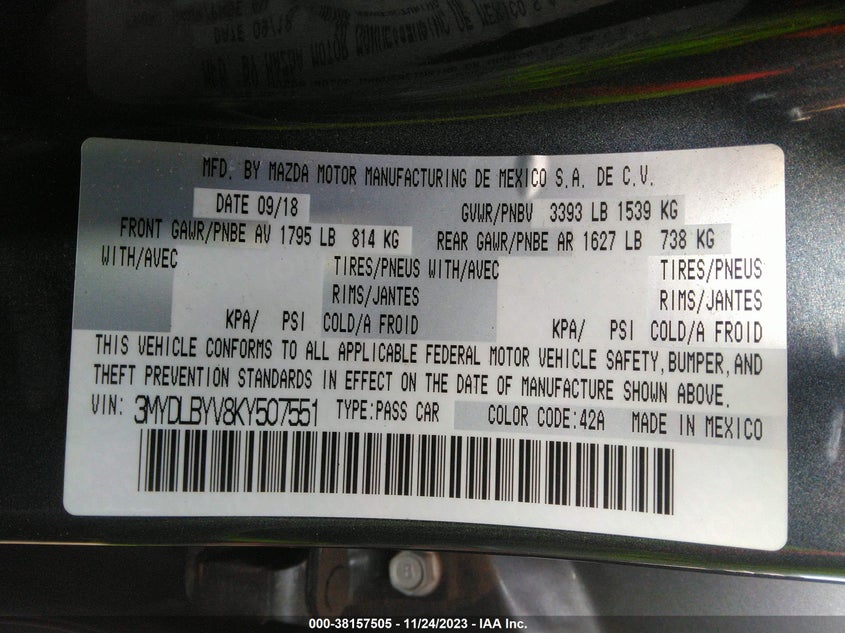 MFD. BY MAZDA MOTOR MANUFACTURING DE MEXICO S.A. DE C.V.
DATE 09/18 GVWR/PNBV 3393 LB 1539 KG
FRONT GAWR/PNBE AV 1795 LB 814 KG REAR GAWR/PNBE AR 1627 LB 738 KG
WITH/AVEC TIRES/PNEUS WITH/AVEC TIRES/PNEUS
RIMS/JANTES RIMS/JANTES
KPA/ PSI COLD/A FROID KPA/ PSI COLD/A FROID
THIS VEHICLE CONFORMS TO ALL APPLICABLE FEDERAL MOTOR VEHICLE SAFETY, BUMPER, AND
THEFT PREVENTION STANDARDS IN EFFECT ON THE DATE OF MANUFACTURE SHOWN ABOVE.
VIN: 3MYDLBYV8KY507551 TYPE:PASS CAR COLOR CODE:42A MADE IN MEXICO
000-38157505 - 11/24/2023 - IAA Inc.